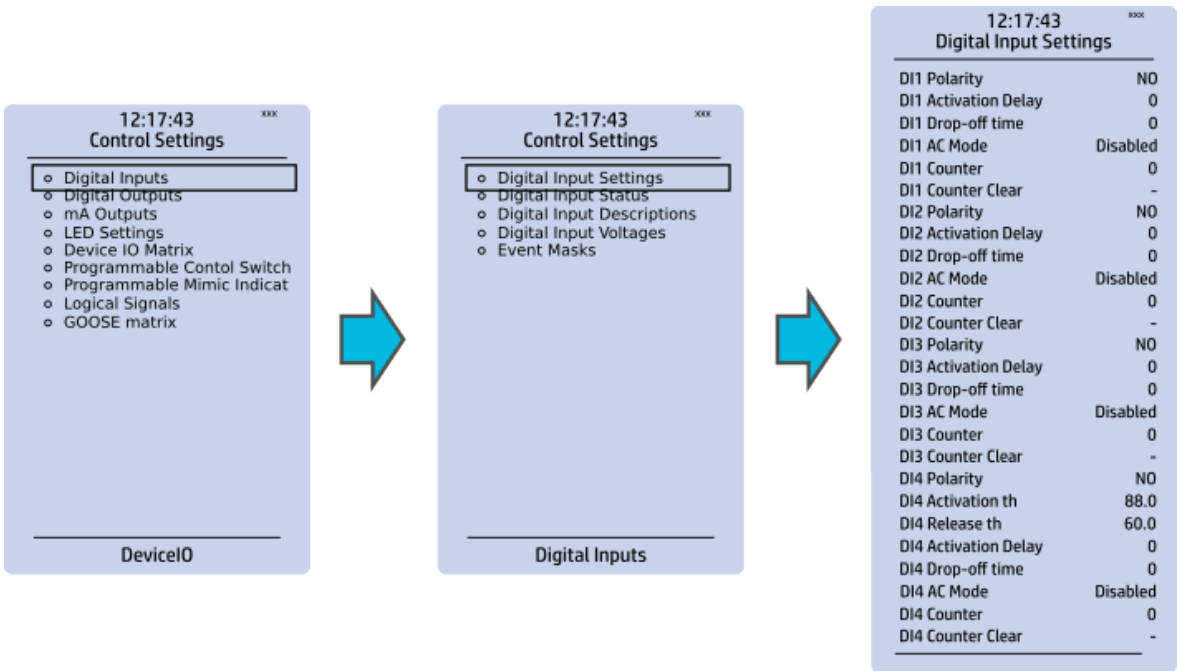 12:17:43 xxx
Control Settings
Digital Inputs
Digital Outputs
mA Outputs
LED Settings
Device IO Matrix
Programmable Contol Switch
Programmable Mimic Indicat
Logical Signals
GOOSE matrix
DeviceIO
12:17:43 xxx
Control Settings
Digital Input Settings
Digital Input Status
Digital Input Descriptions
Digital Input Voltages
Event Masks
Digital Inputs
12:17:43 xxx
Digital Input Settings
DI1 Polarity NO
DI1 Activation Delay 0
DI1 Drop-off time 0
DI1 AC Mode Disabled
DI1 Counter 0
DI1 Counter Clear -
DI2 Polarity NO
DI2 Activation Delay 0
DI2 Drop-off time 0
DI2 AC Mode Disabled
DI2 Counter 0
DI2 Counter Clear -
DI3 Polarity NO
DI3 Activation Delay 0
DI3 Drop-off time 0
DI3 AC Mode Disabled
DI3 Counter 0
DI3 Counter Clear -
DI4 Polarity NO
DI4 Activation th 88.0
DI4 Release th 60.0
DI4 Activation Delay 0
DI4 Drop-off time 0
DI4 AC Mode Disabled
DI4 Counter 0
DI4 Counter Clear -